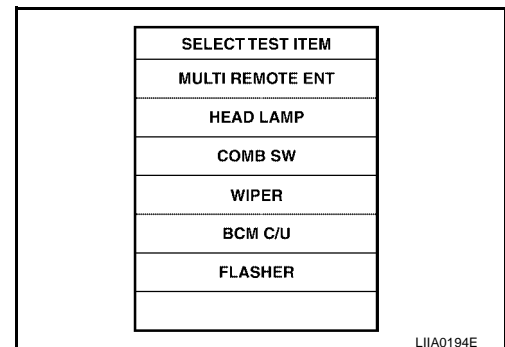 SELECT TEST ITEM
MULTI REMOTE ENT
HEAD LAMP
COMB SW
WIPER
BCM C/U
FLASHER
LIIA0194E